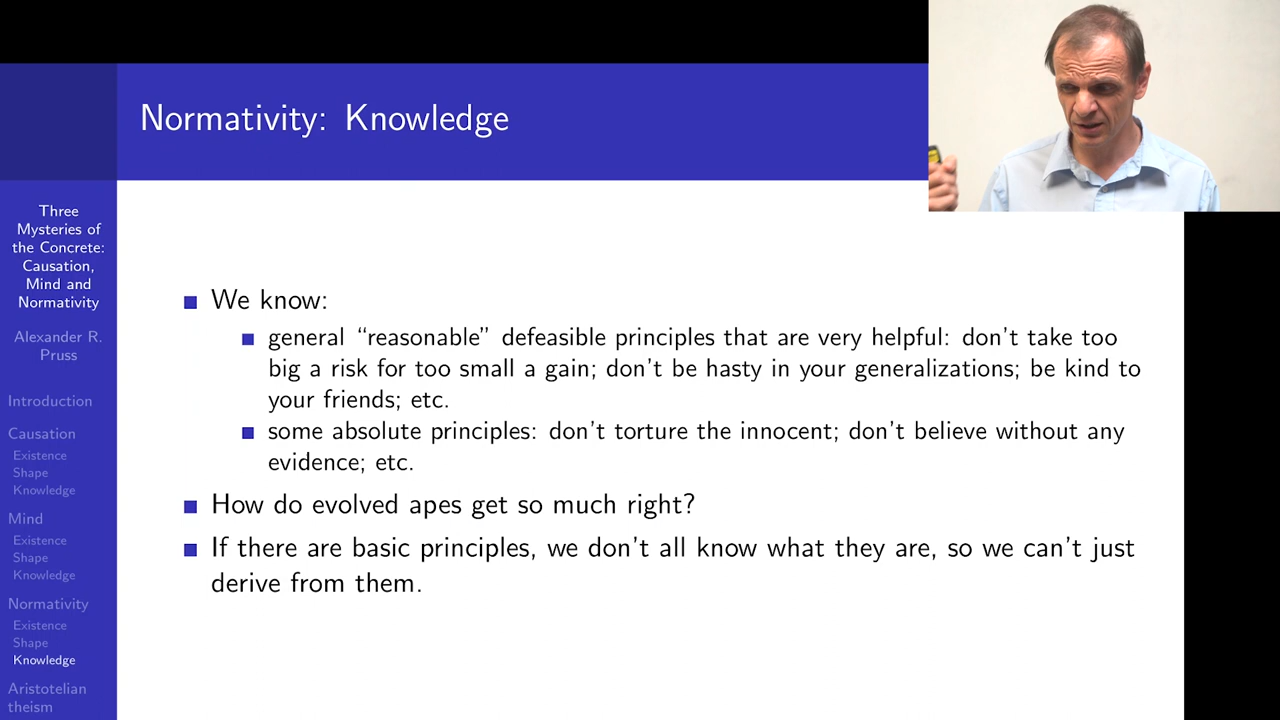 Normativity: Knowledge
Three
Mysteries of
the Concrete:
Causation,
Mind and
Normativity
Alexander R.
Pruss
Introduction
Causation
Existence
Shape
Knowledge
Mind
Existence
Shape
Knowledge
Normativity
Existence
Shape
Knowledge
Aristotelian
theism
We know:
general “reasonable” defeasible principles that are very helpful: don’t take too
big a risk for too small a gain; don’t be hasty in your generalizations; be kind to
your friends; etc.
some absolute principles: don’t torture the innocent; don’t believe without any
evidence; etc.
How do evolved apes get so much right?
If there are basic principles, we don’t all know what they are, so we can’t just
derive from them.